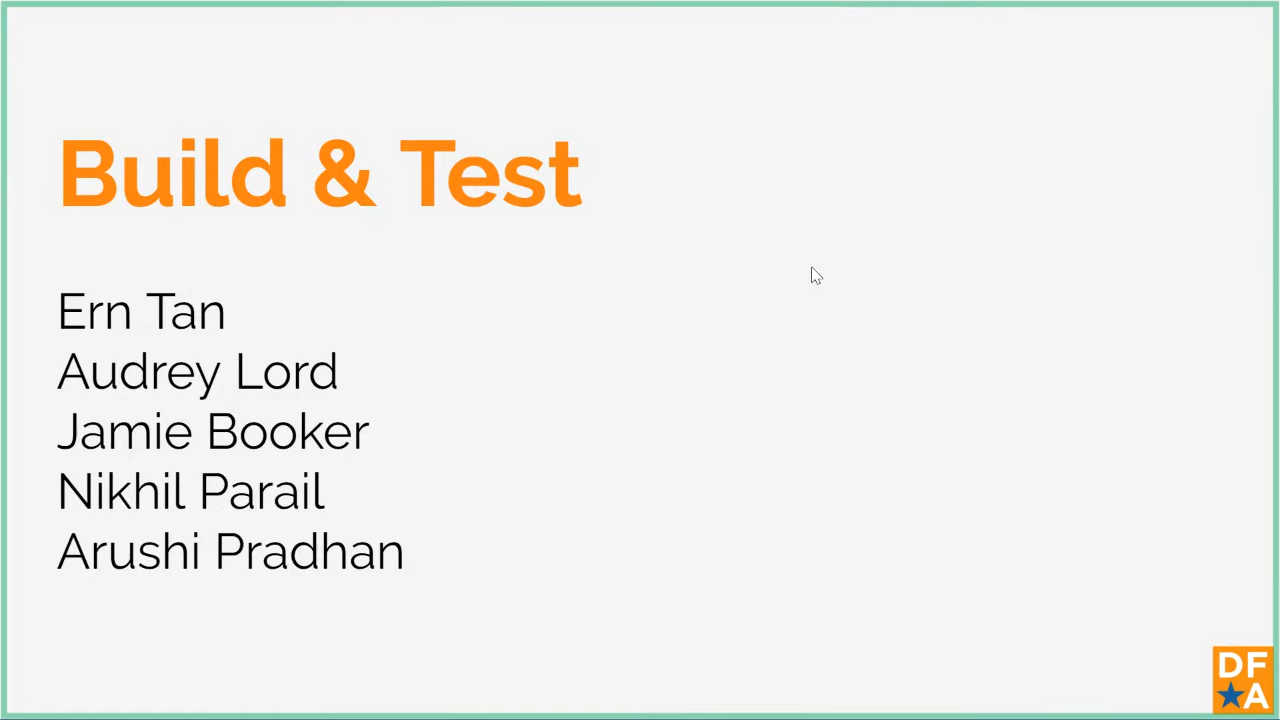 Build & Test
Ern Tan
Audrey Lord
Jamie Booker
Nikhil Parail
Arushi Pradhan
DF
A